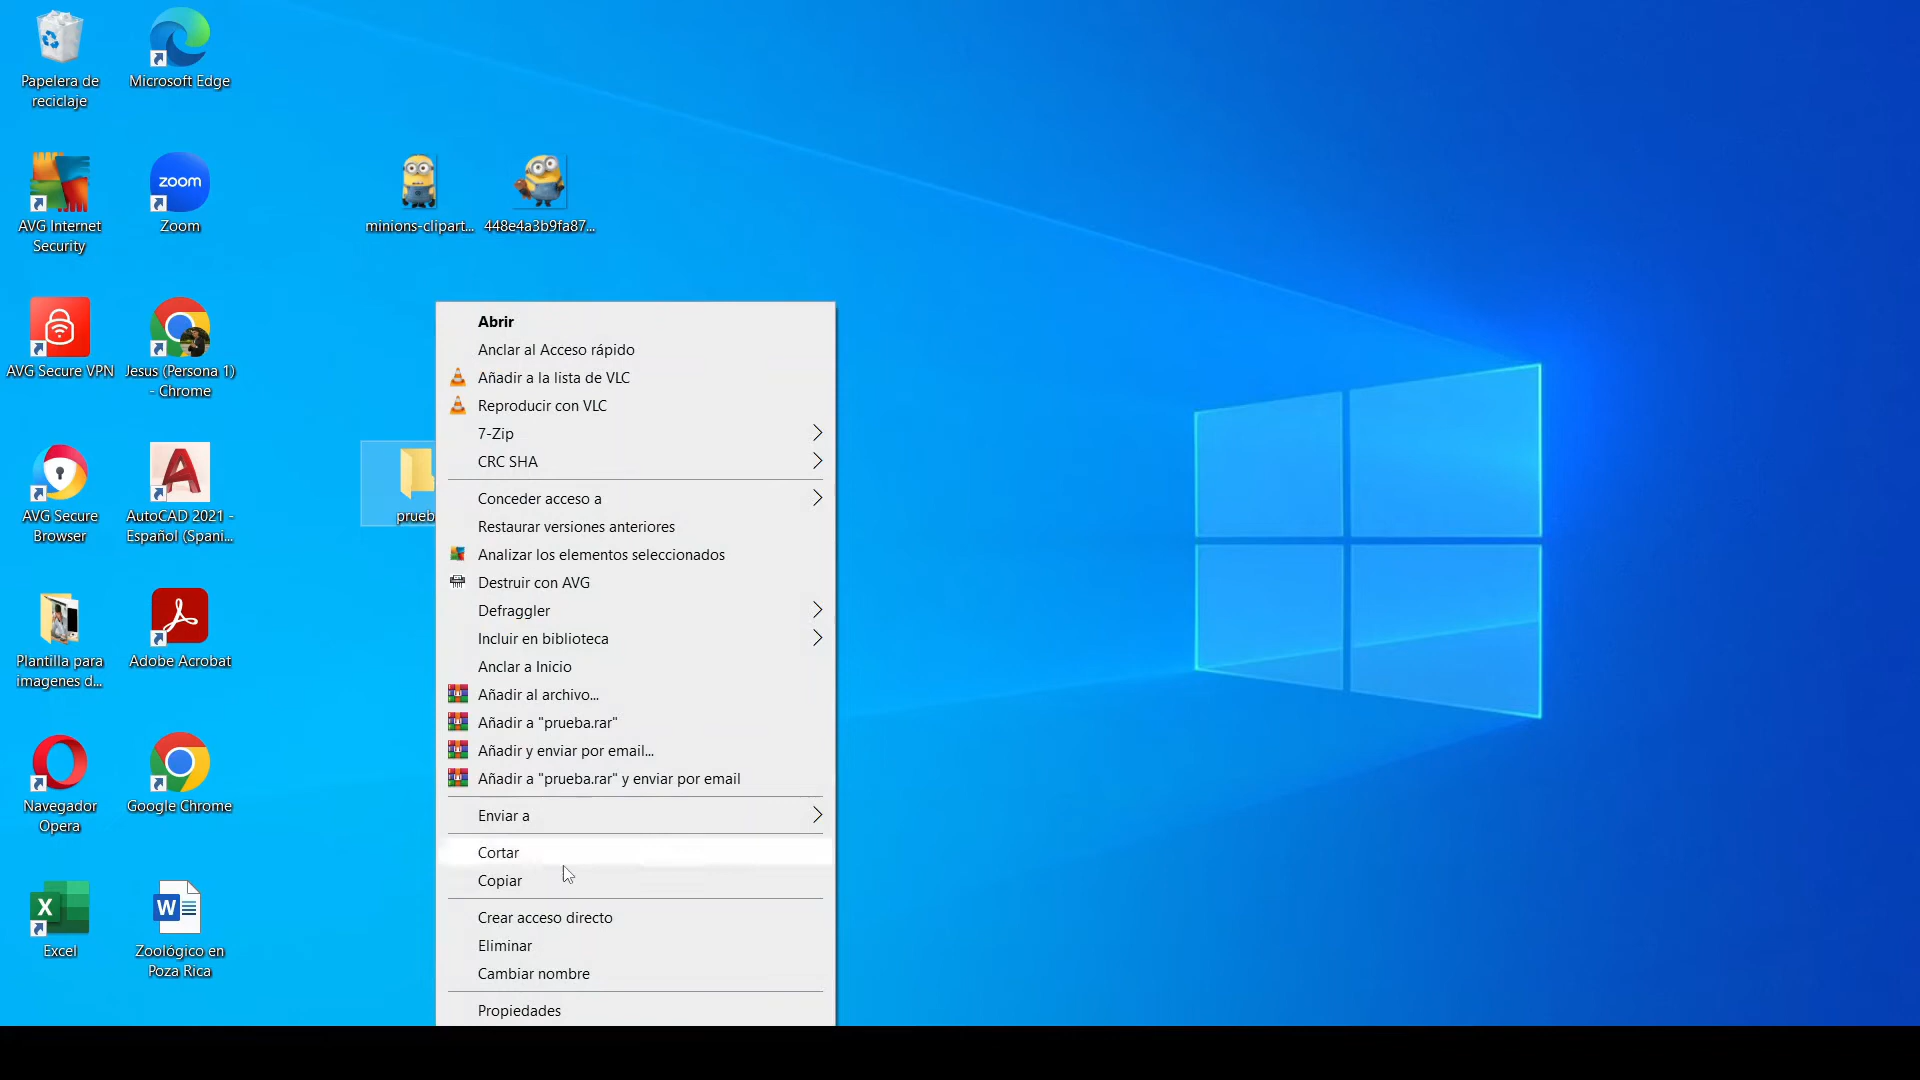 Papelera de
reciclaje
Microsoft Edge
AVG Internet
Security
zoom
Zoom
minions-clipart...
448e4a3b9fa87...
AVG Secure VPN
Jesus (Persona 1)
- Chrome
AVG Secure
Browser
AutoCAD 2021 -
Español (Spani...
prueb
Plantilla para
imagenes d...
Adobe Acrobat
Navegador
Opera
Google Chrome
Excel
Zoológico en
Poza Rica
Abrir
Anclar al Acceso rápido
Añadir a la lista de VLC
Reproducir con VLC
7-Zip
CRC SHA
Conceder acceso a
Restaurar versiones anteriores
Analizar los elementos seleccionados
Destruir con AVG
Defraggler
Incluir en biblioteca
Anclar a Inicio
Añadir al archivo...
Añadir a "prueba.rar"
Añadir y enviar por email...
Añadir a "prueba.rar" y enviar por email
Enviar a
Cortar
Copiar
Crear acceso directo
Eliminar
Cambiar nombre
Propiedades